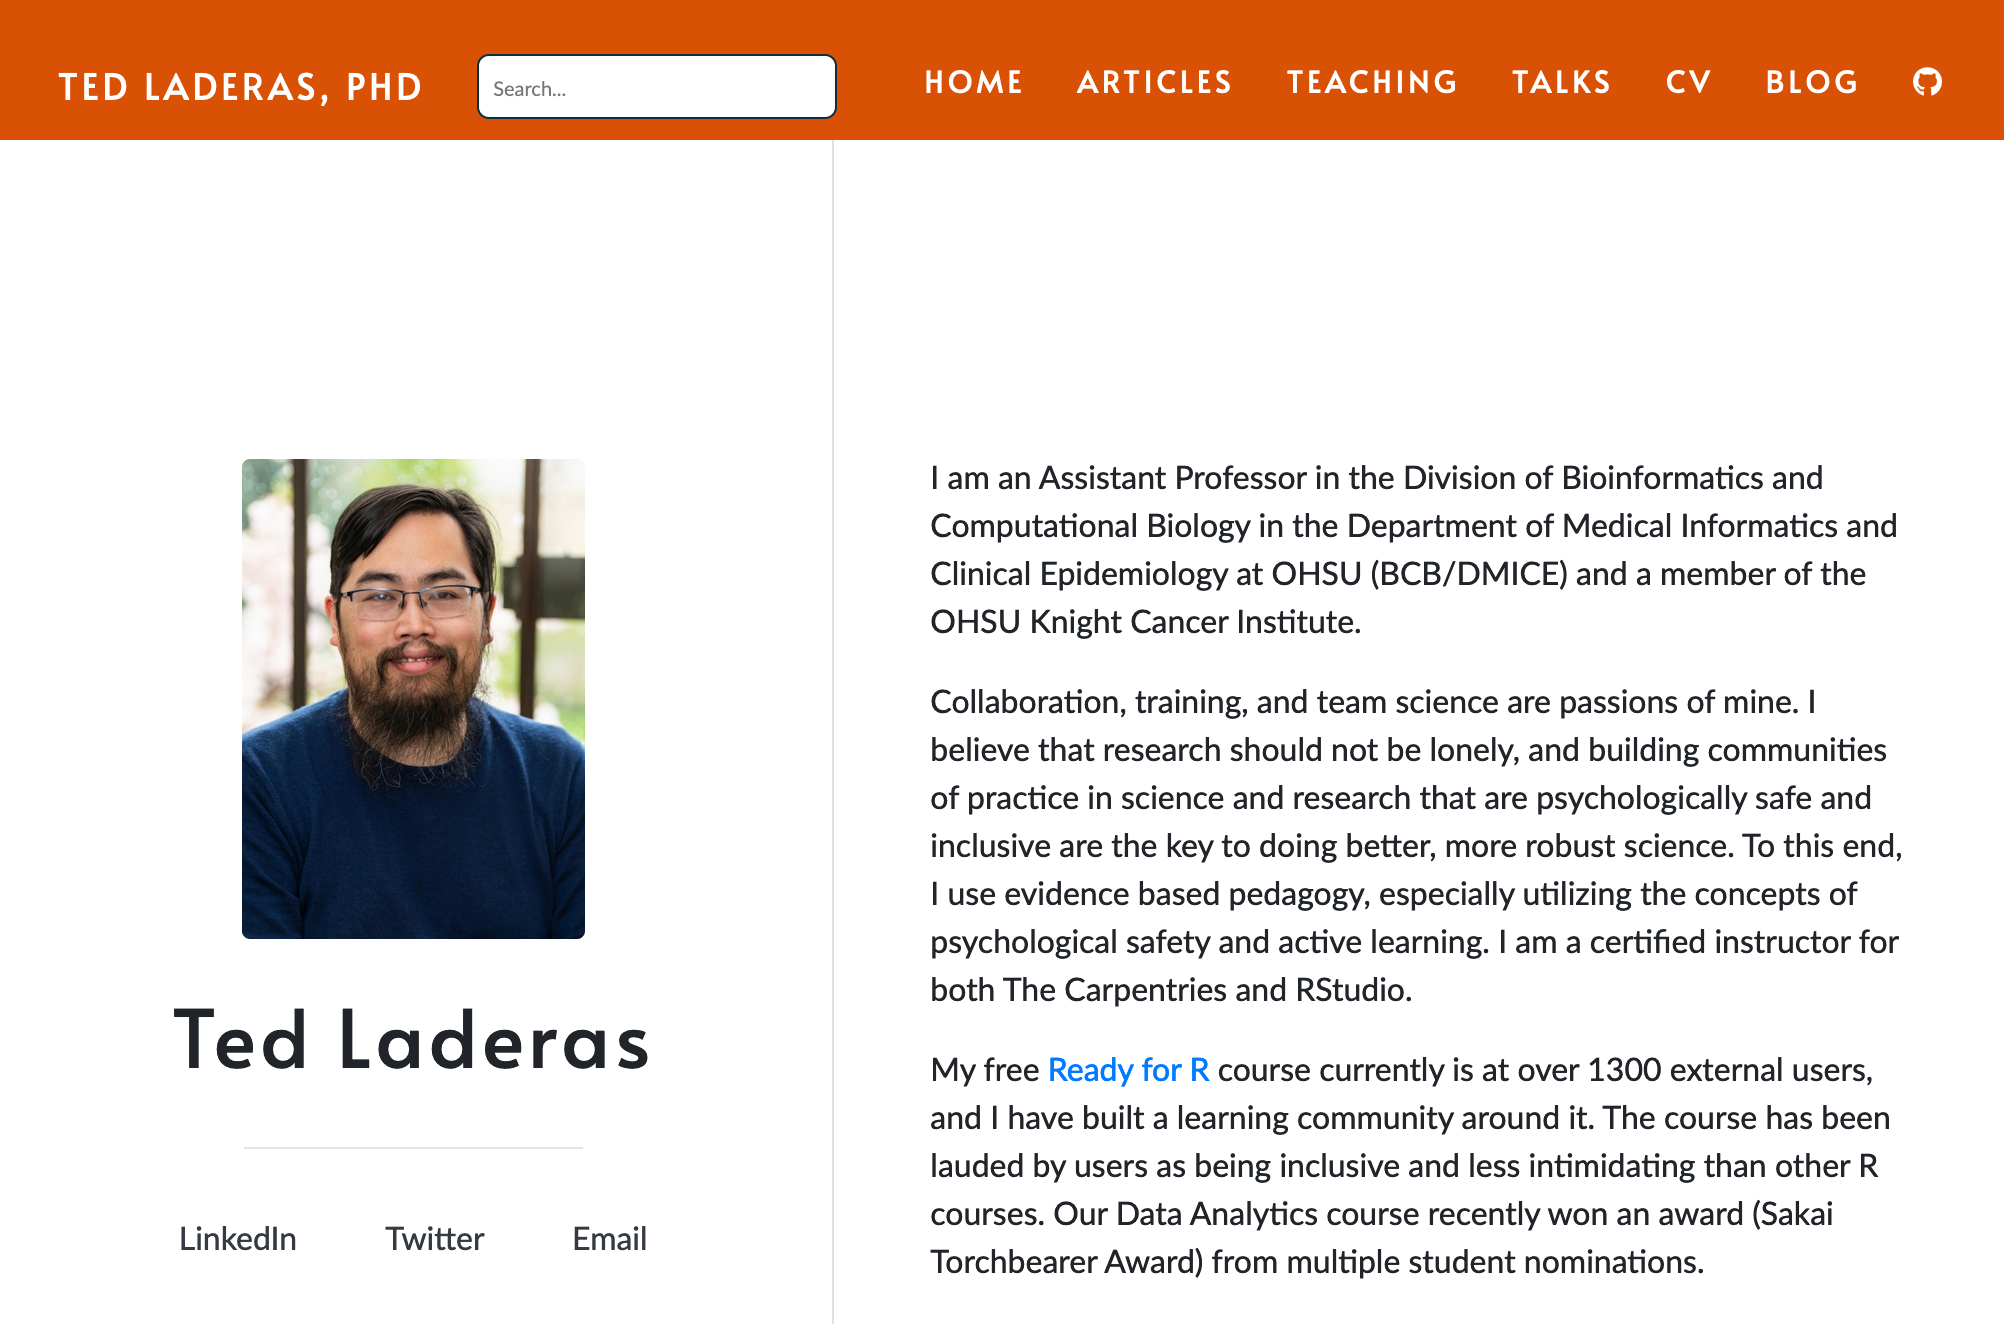 TED LADERAS, PHD
Search...
HOME ARTICLES TEACHING TALKS CV BLOG
Ted Laderas
LinkedIn Twitter Email
I am an Assistant Professor in the Division of Bioinformatics and
Computational Biology in the Department of Medical Informatics and
Clinical Epidemiology at OHSU (BCB/DMICE) and a member of the
OHSU Knight Cancer Institute.
Collaboration, training, and team science are passions of mine. I
believe that research should not be lonely, and building communities
of practice in science and research that are psychologically safe and
inclusive are the key to doing better, more robust science. To this end,
I use evidence based pedagogy, especially utilizing the concepts of
psychological safety and active learning. I am a certified instructor for
both The Carpentries and RStudio.
My free Ready for R course currently is at over 1300 external users,
and I have built a learning community around it. The course has been
lauded by users as being inclusive and less intimidating than other R
courses. Our Data Analytics course recently won an award (Sakai
Torchbearer Award) from multiple student nominations.